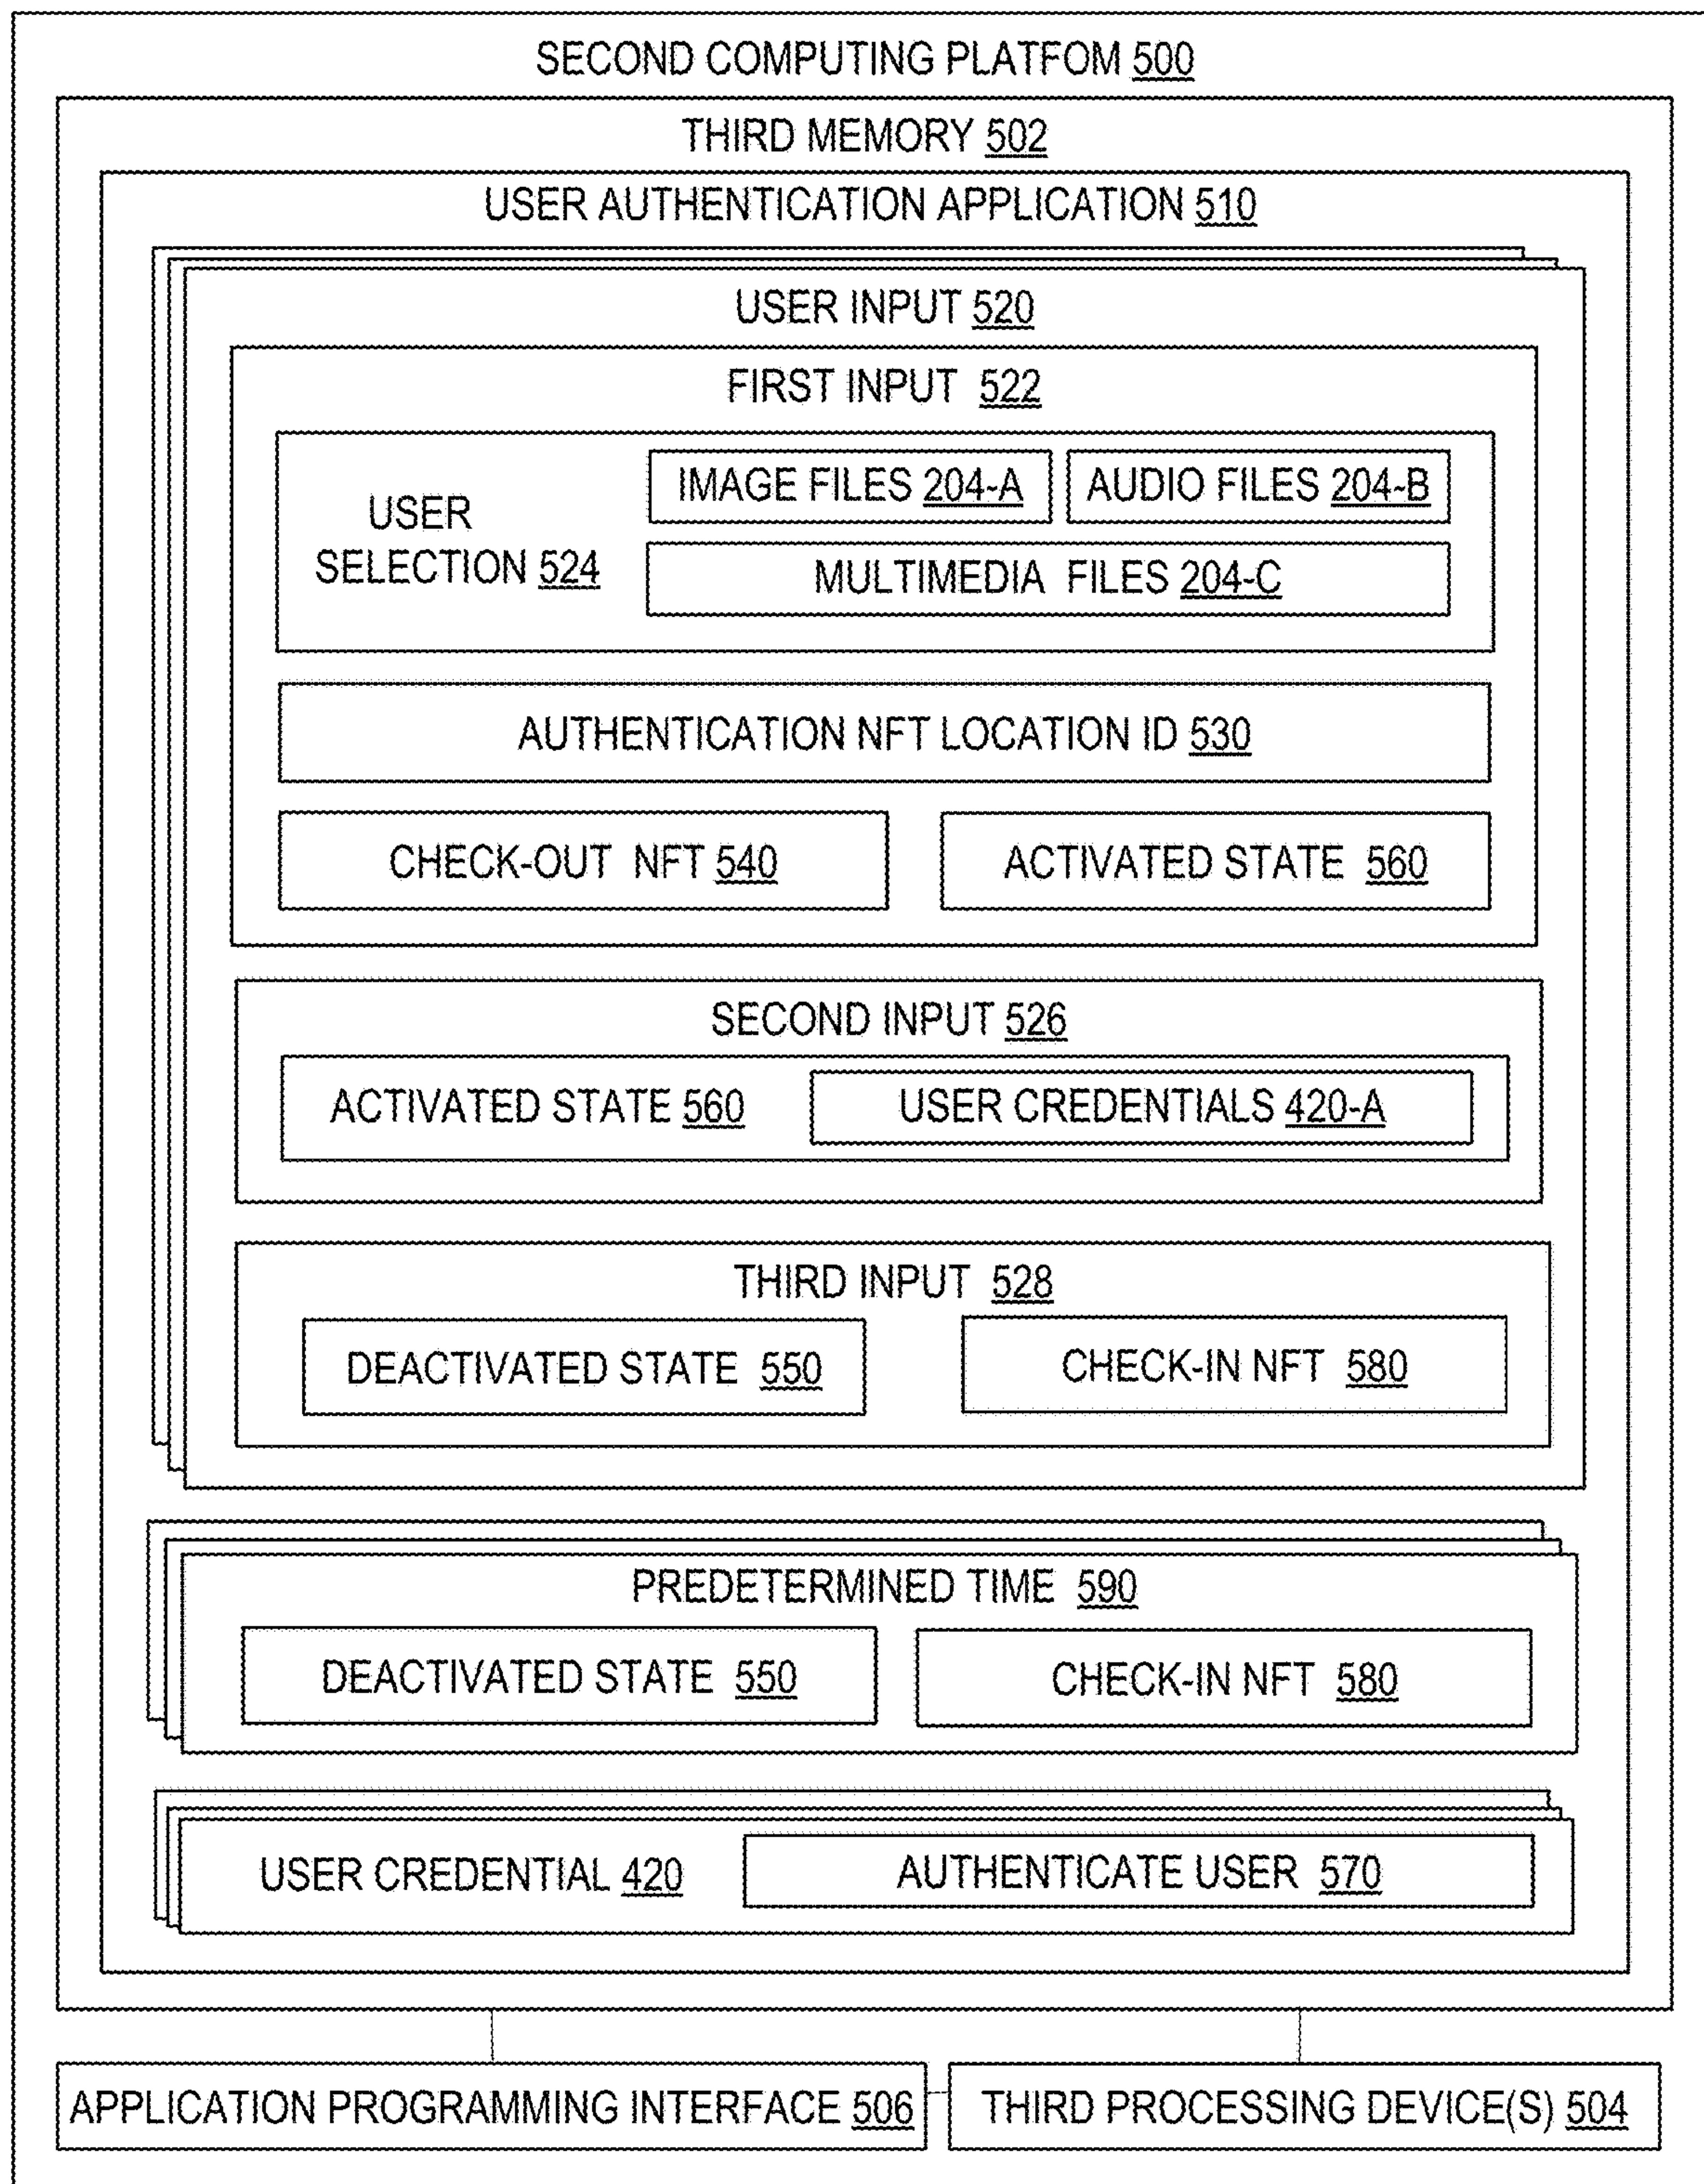 SECOND COMPUTING PLATFOM 500
THIRD MEMORY 502
USER AUTHENTICATION APPLICATION 510
USER INPUT 520
FIRST INPUT 522
USER
SELECTION 524
IMAGE FILES 204-A
AUDIO FILES 204-B
MULTIMEDIA FILES 204-C
AUTHENTICATION NFT LOCATION ID 530
CHECK-OUT NFT 540
ACTIVATED STATE 560
SECOND INPUT 526
ACTIVATED STATE 560
USER CREDENTIALS 420-A
THIRD INPUT 528
DEACTIVATED STATE 550
CHECK-IN NFT 580
PREDETERMINED TIME 590
DEACTIVATED STATE 550
CHECK-IN NFT 580
USER CREDENTIAL 420
AUTHENTICATE USER 570
APPLICATION PROGRAMMING INTERFACE 506
THIRD PROCESSING DEVICE(S) 504